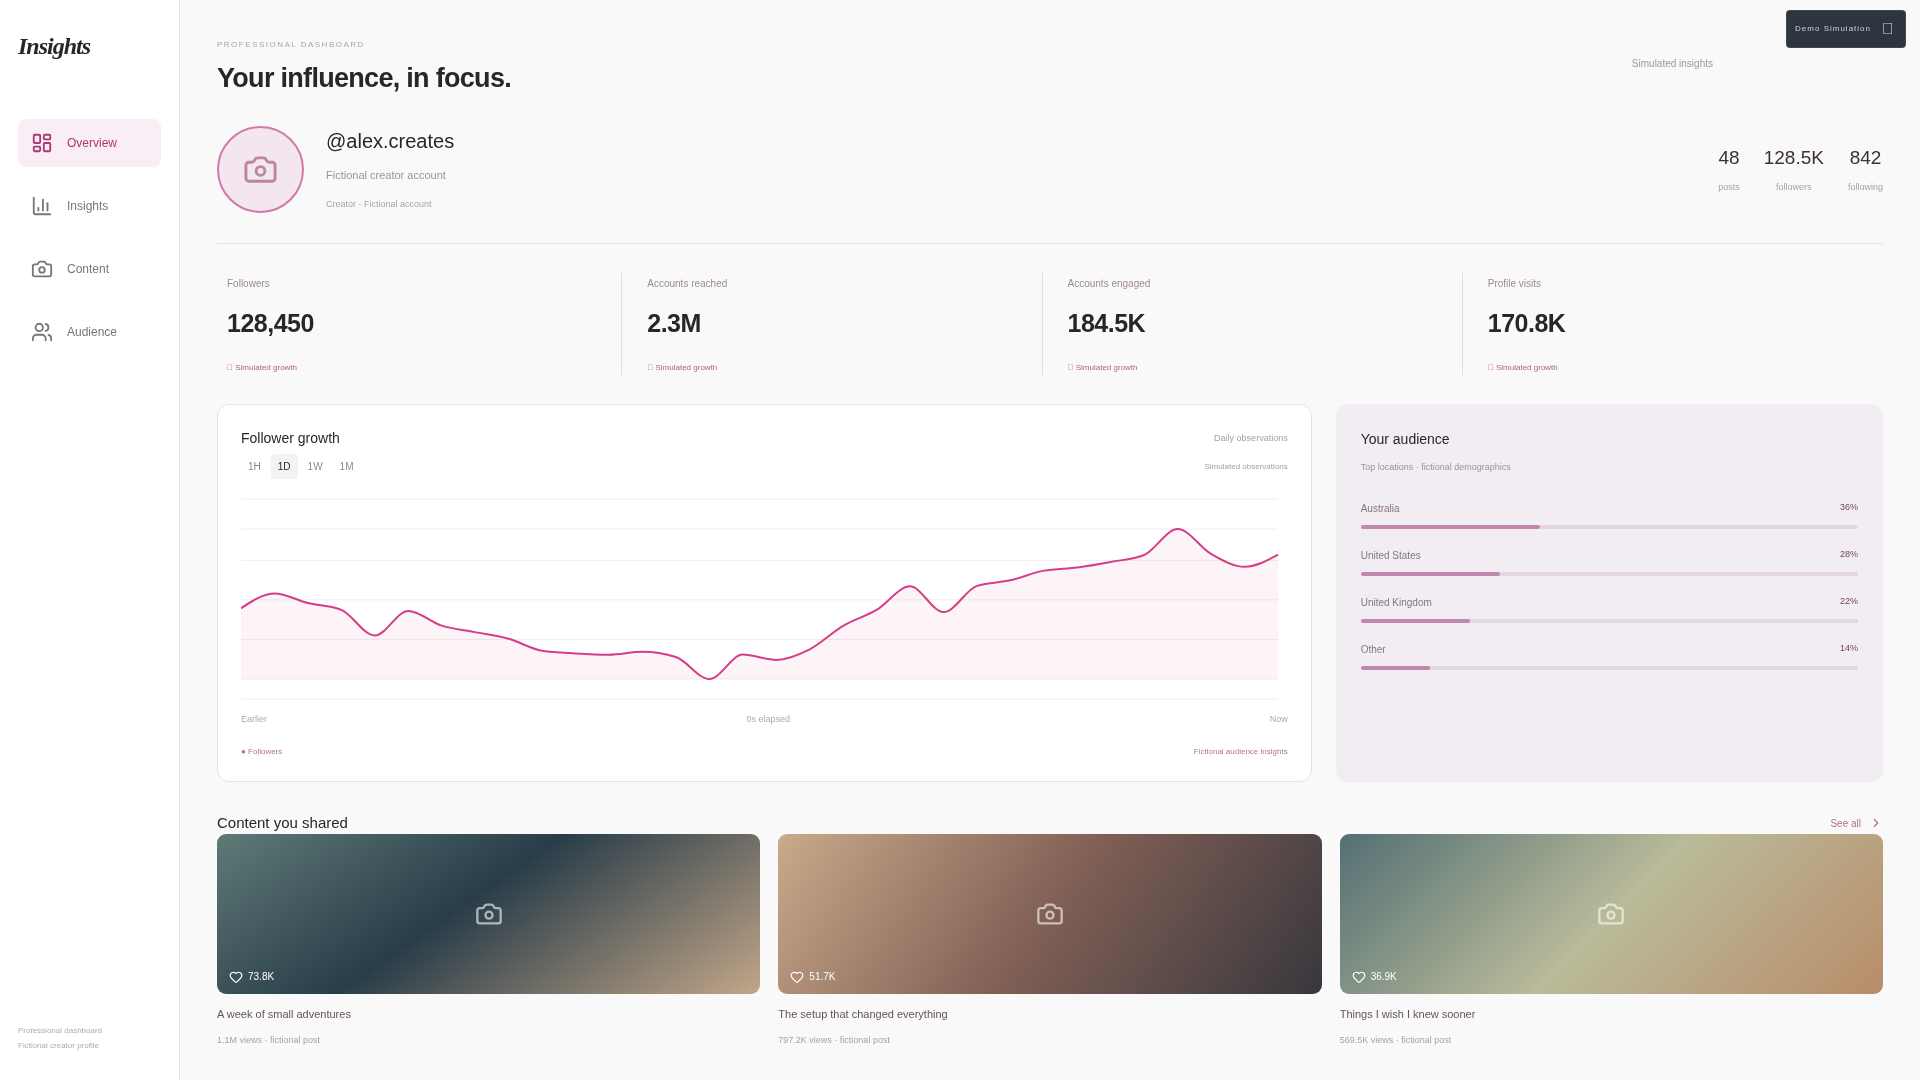 Insights
Overview
Insights
Content
Audience
Professional dashboard
Fictional creator profile
Demo Simulation
PROFESSIONAL DASHBOARD
Your influence, in focus.
Simulated insights
@alex.creates
Fictional creator account
Creator · Fictional account
48 128.5K 842
posts followers following
Followers
128,450
Simulated growth
Accounts reached
2.3M
Simulated growth
Accounts engaged
184.5K
Simulated growth
Profile visits
170.8K
Simulated growth
Follower growth
Daily observations
1H 1D 1W 1M
Simulated observations
Earlier 0s elapsed Now
● Followers
Fictional audience insights
Your audience
Top locations · fictional demographics
Australia 36%
United States 28%
United Kingdom 22%
Other 14%
Content you shared
See all
73.8K
A week of small adventures
1.1M views · fictional post
51.7K
The setup that changed everything
797.2K views · fictional post
36.9K
Things I wish I knew sooner
569.5K views · fictional post